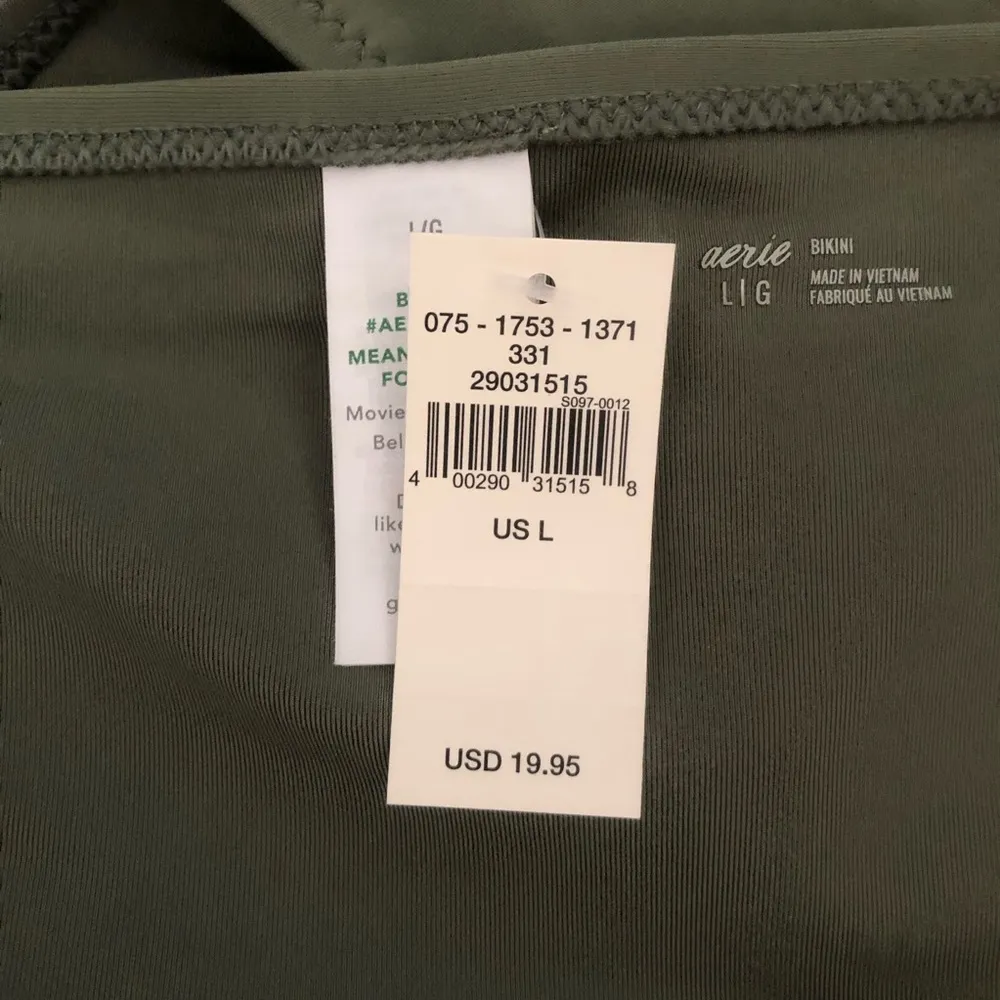 L/G
#AE
MEAN
FO
Movie
Bel
lik
075 - 1753 - 1371
331
29031515
S097-0012
4 00290 31515 8
US L
USD 19.95
aerie BIKINI
L|G MADE IN VIETNAM
FABRIQUÉ AU VIETNAM